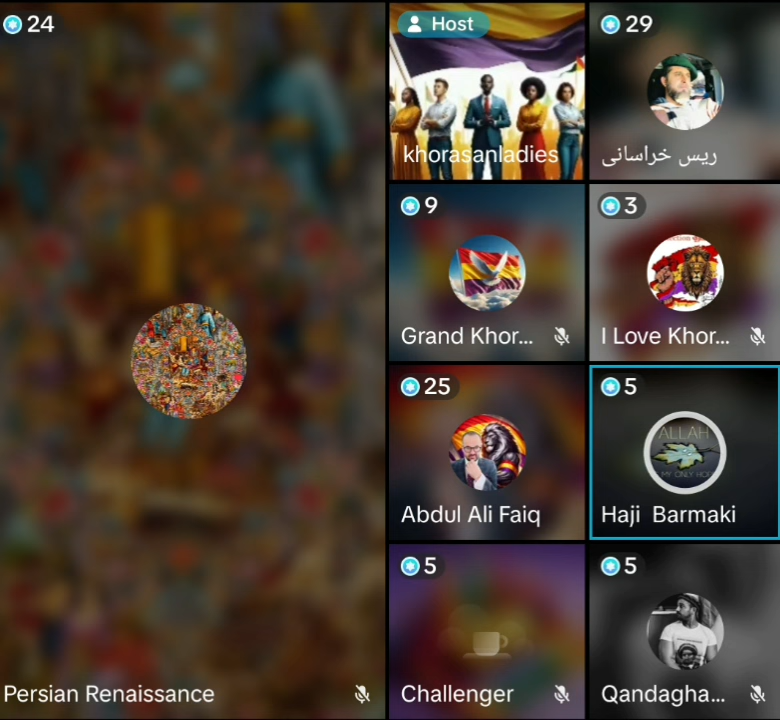 24
Host
khorasanladies
29
ریس خراسانی
9
Grand Khor...
3
I Love Khor...
25
Abdul Ali Faiq
5
ALLAH
MY ONLY HOPE
Haji Barmaki
Persian Renaissance
5
Challenger
5
Qandagha...